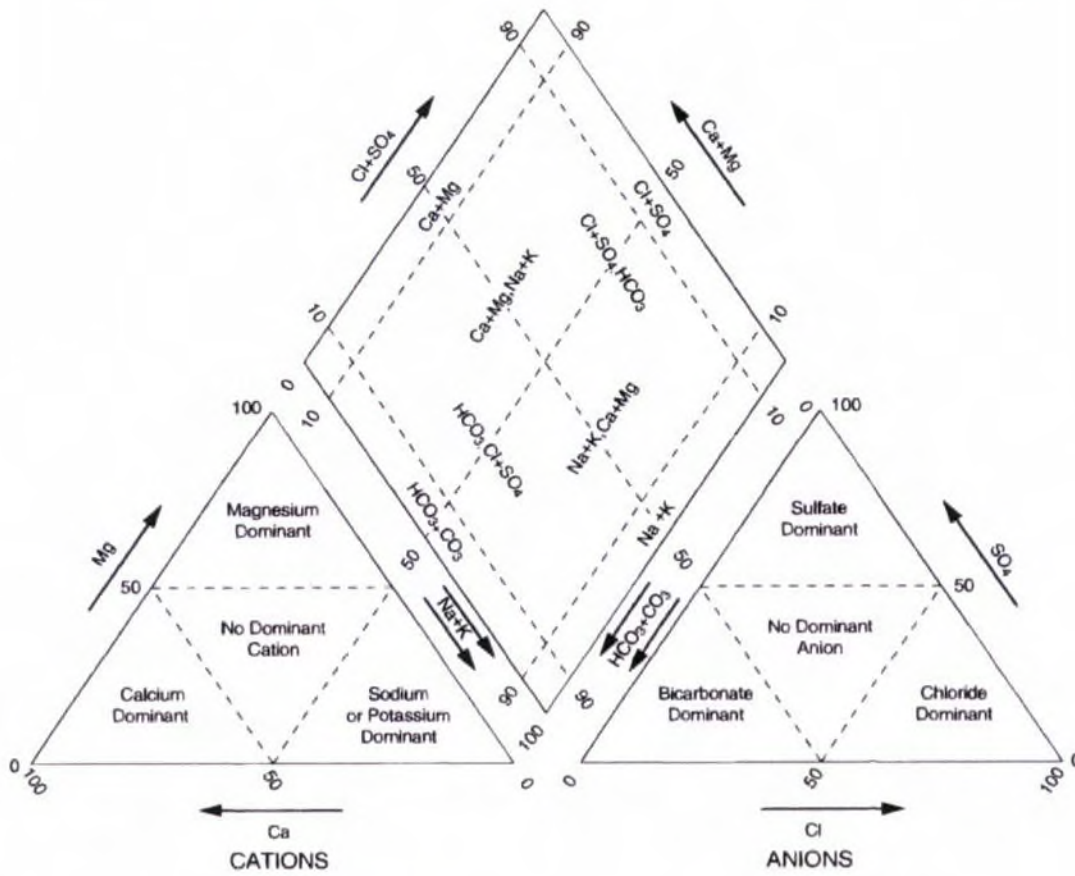 90
90
Cl+SO4
Ca+Mg
50
50
Ca+Mg
Cl+SO4
Cl+SO4,HCO3
Ca+Mg,Na+K
10
10
0
0
10
10
HCO3,Cl+SO4
Na+K,Ca+Mg
HCO3+CO3
Na+K
100
100
Magnesium
Dominant
Sulfate
Dominant
Mg
SO4
50
50
50
50
Na+K
HCO3+CO3
No Dominant
Cation
No Dominant
Anion
Calcium
Dominant
Sodium
or Potassium
Dominant
Bicarbonate
Dominant
Chloride
Dominant
90
90
100
0
100
50
0
0
50
100
0
Ca
Cl
CATIONS
ANIONS